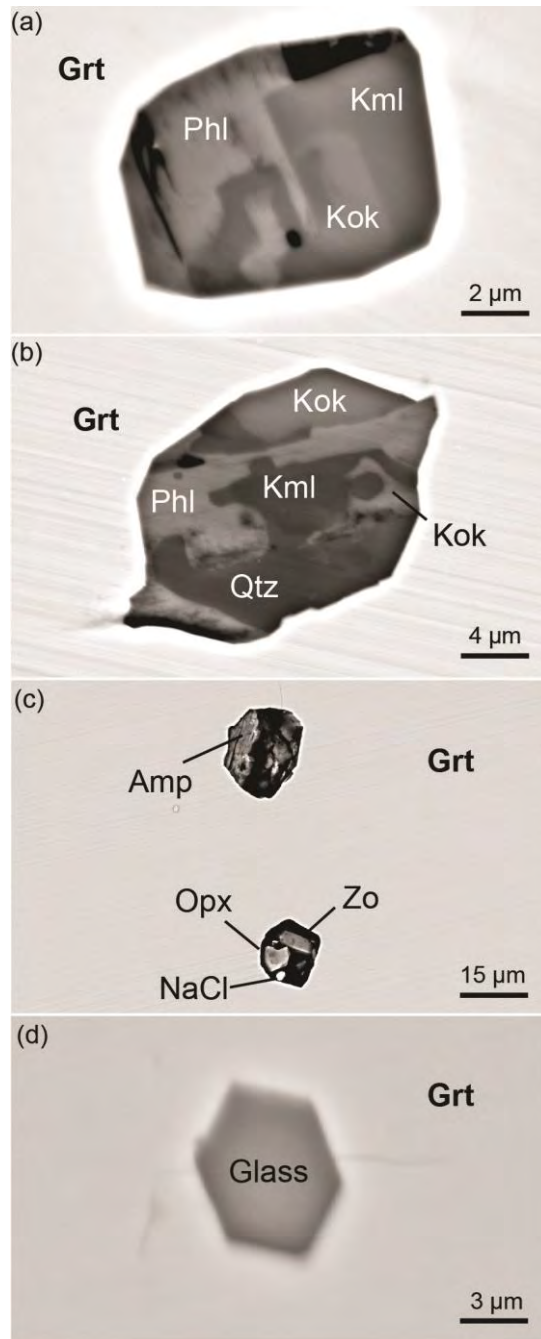 (a)
Grt
Phl
Kml
Kok
2 µm
(b)
Grt
Kok
Phl
Kml
Kok
Qtz
4 µm
(c)
Grt
Amp
Opx
Zo
NaCl
15 µm
(d)
Grt
Glass
3 µm